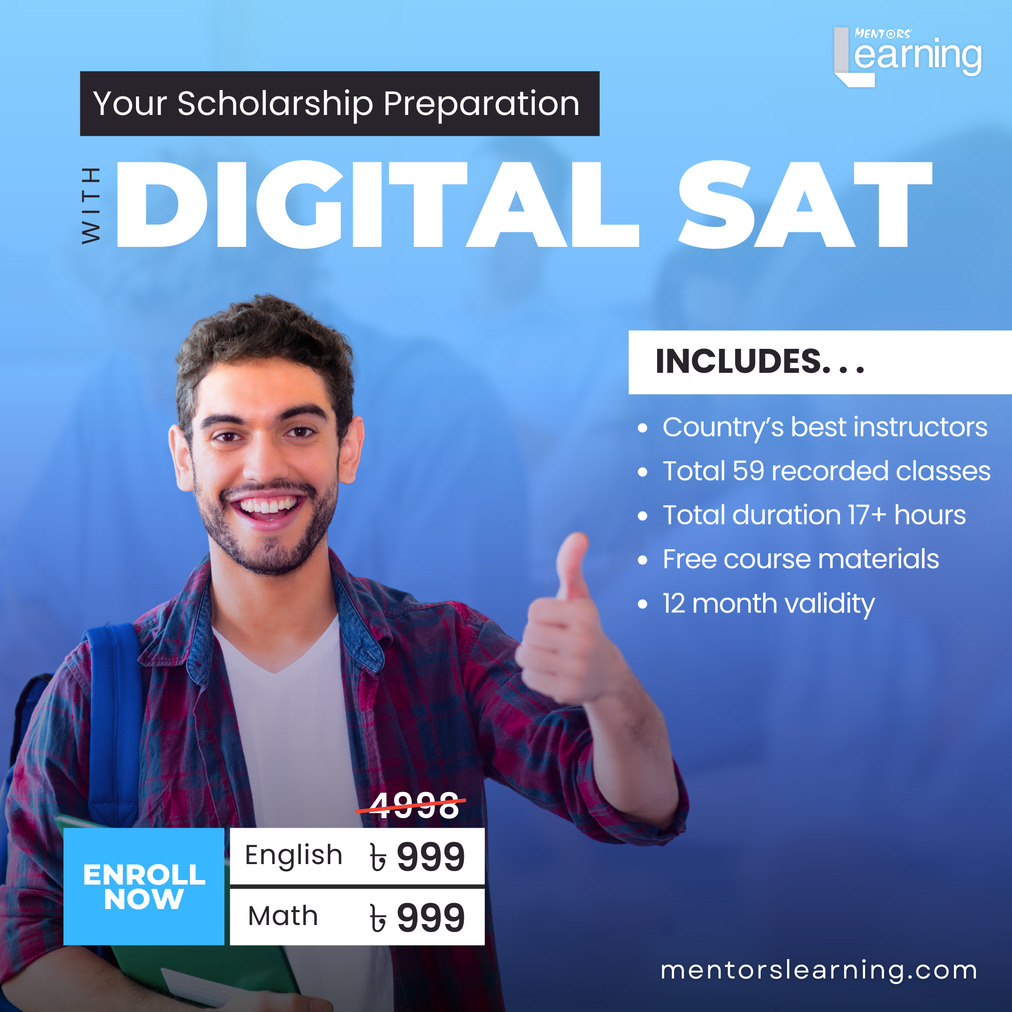 MENTORS'
Learning
Your Scholarship Preparation
WITH
DIGITAL SAT
INCLUDES. . .
• Country’s best instructors
• Total 59 recorded classes
• Total duration 17+ hours
• Free course materials
• 12 month validity
4998
ENROLL
NOW
English ৳ 999
Math ৳ 999
mentorslearning.com